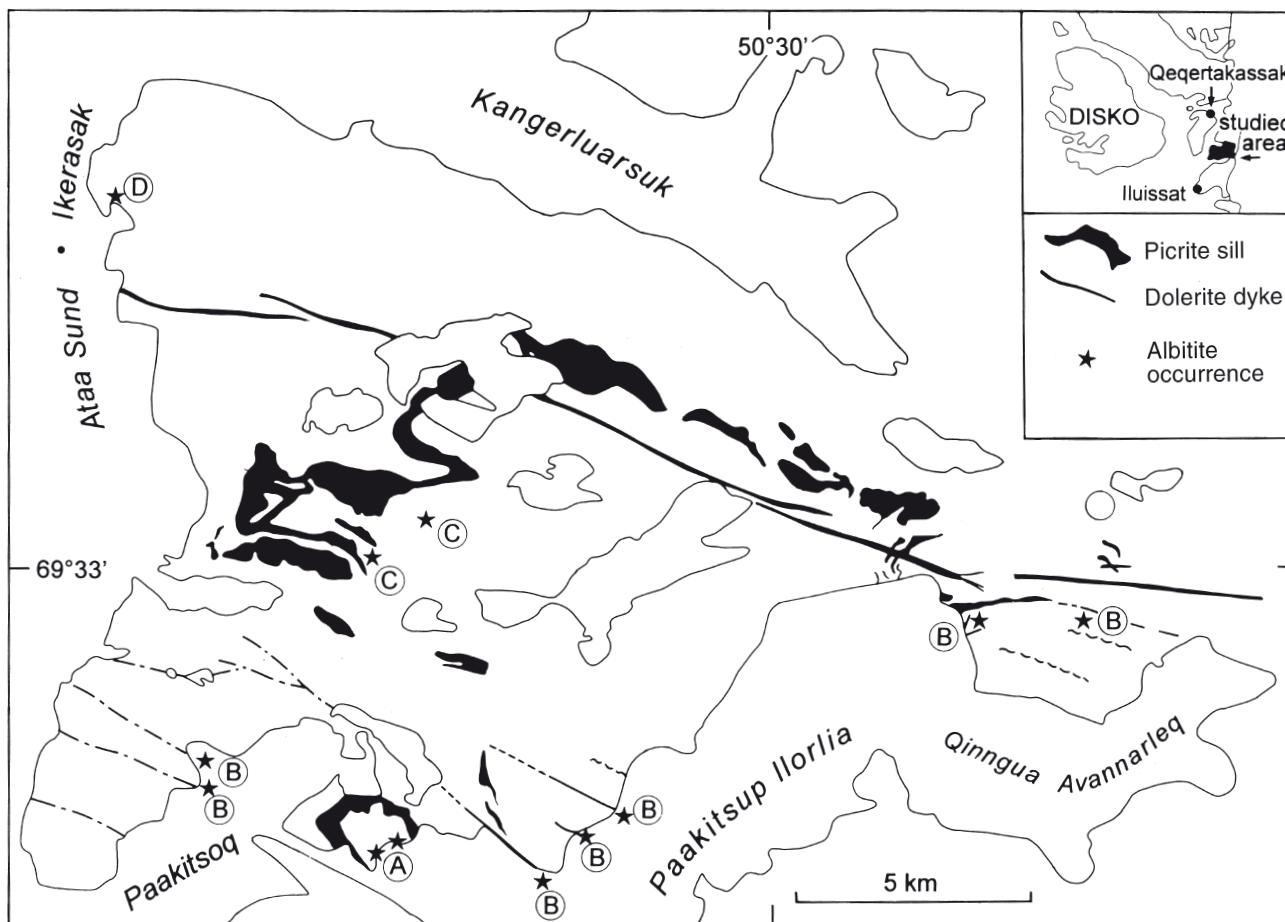 50°30'
Kangerluarsuk
Qeqertakassak
DISKO
studied
area
Iluissat
D
Ataa Sund • Ikerasak
Picrite sill
Dolerite dyke
Albitite
occurrence
C
C
69°33'
B
B
B
B
B
B
B
A
Paakitsoq
Paakitsup Ilorlia
Qinngua Avannarleq
5 km